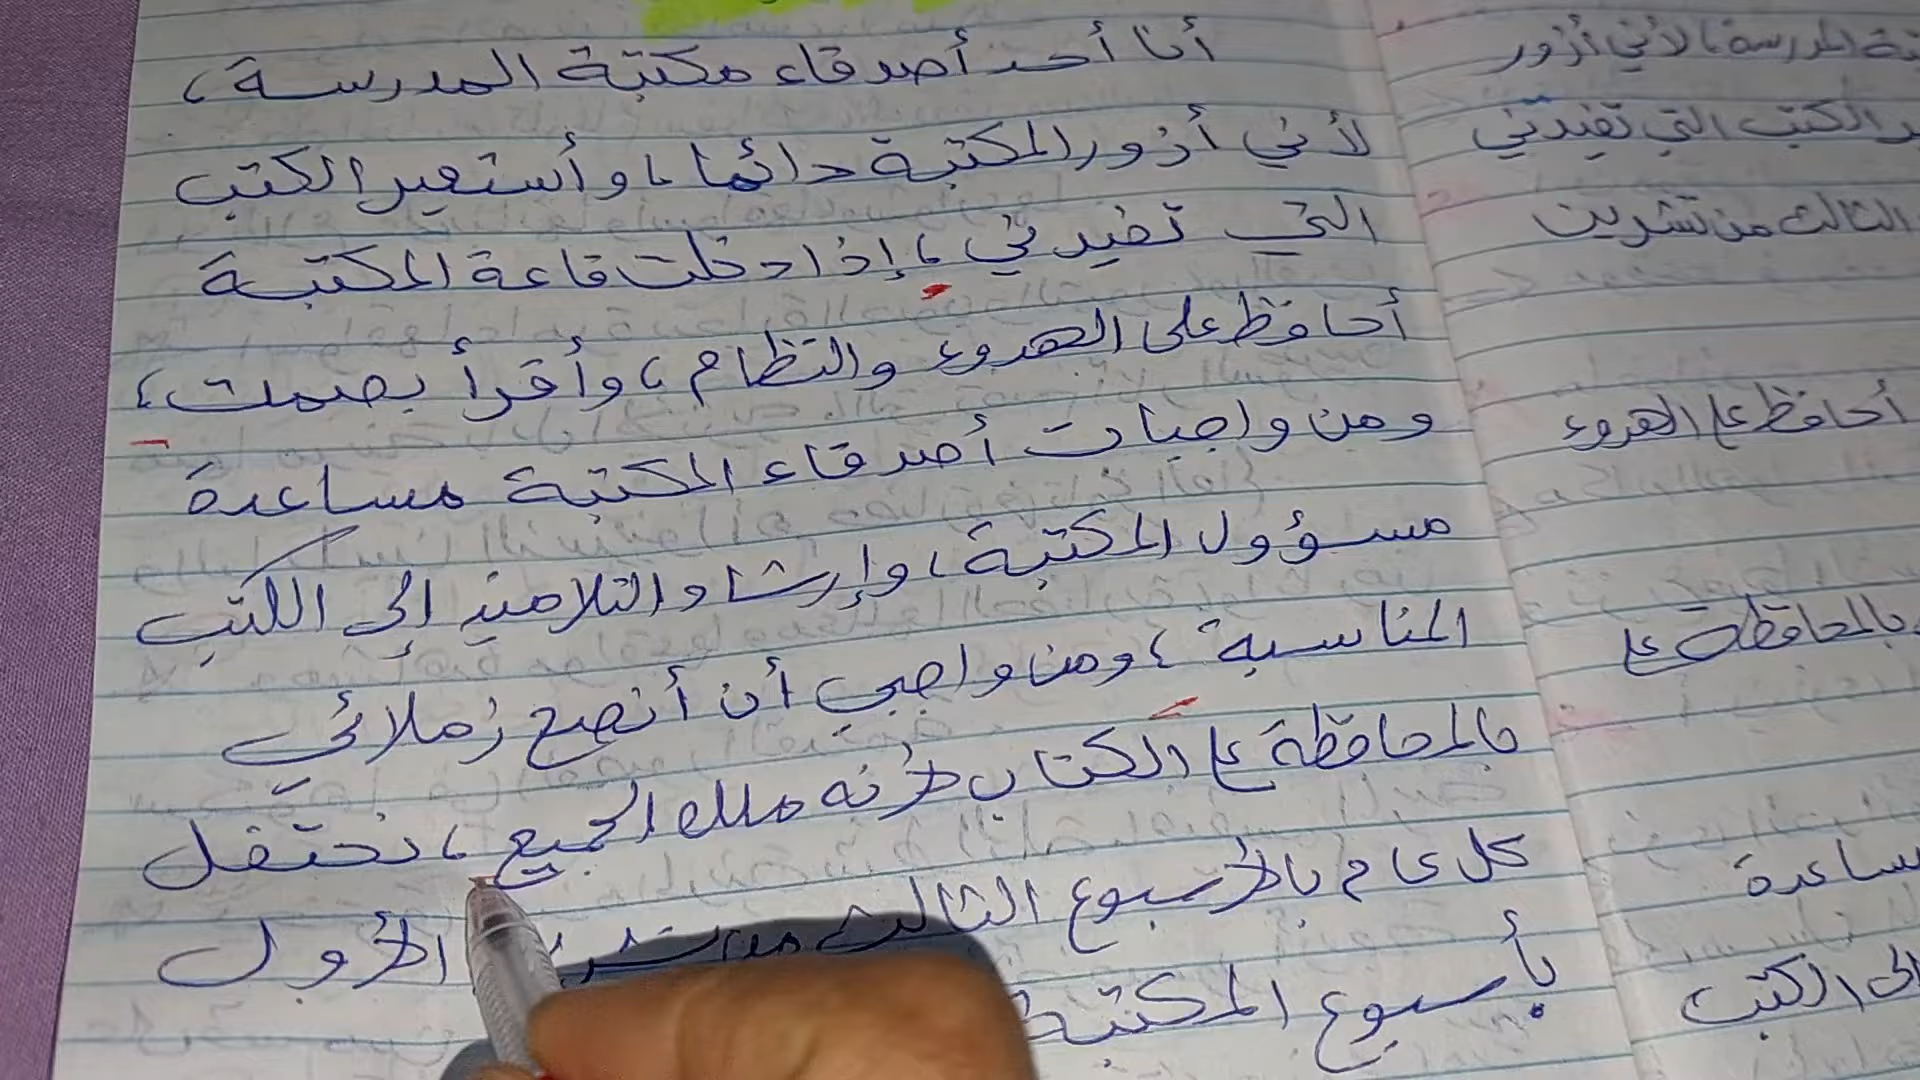 أنا أحد أصدقاء مكتبة المدرسة،
لأني أزور المكتبة دائما، وأستعير الكتب
التي تفيدني، إذا دخلت قاعة المكتبة
أحافظ على الهدوء والنظام، وأقرأ بصمت،
ومن واجبات أصدقاء المكتبة مساعدة
مسؤول المكتبة، وإرشاد التلاميذ إلى الكتب
المناسبة، ومن واجبي أن أنصح زملائي
بالمحافظة على الكتاب لأنه ملك الجميع، نحتفل
كل عام بالأسبوع الثالث من الأول
بأسبوع المكتبة
المدرسة، لأني أزور
الكتب التي تفيدني
الثالث من تشرين
أحافظ على الهدوء
بالمحافظة على
مساعدة
إلى الكتب